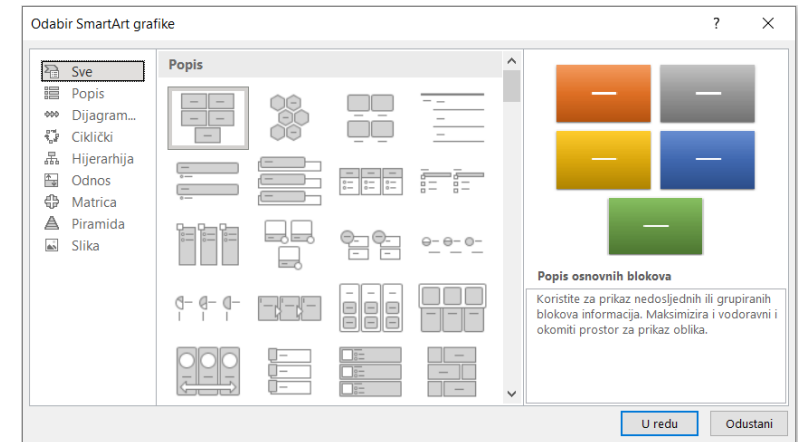 Odabir SmartArt grafike
Sve
Popis
Dijagram...
Ciklički
Hijerarhija
Odnos
Matrica
Piramida
Slika
Popis
Popis osnovnih blokova
Koristite za prikaz nedosljednih ili grupiranih
blokova informacija. Maksimizira i vodoravni i
okomiti prostor za prikaz oblika.
U redu
Odustani